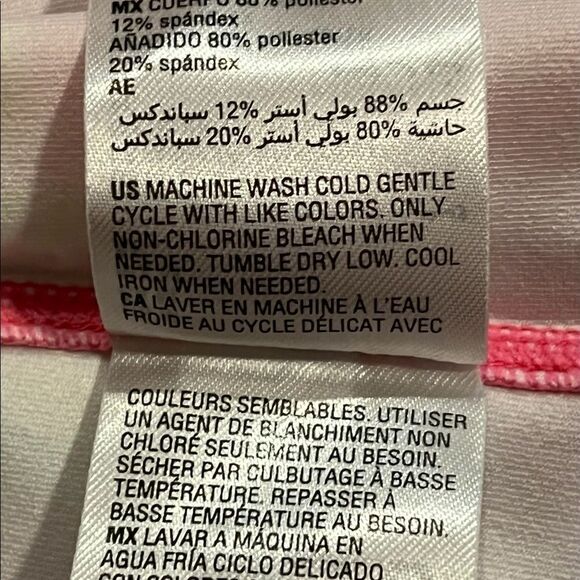 MX CUERPO 88% poliéster
12% spándex
AÑADIDO 80% poliester
20% spándex
AE
جسم 88% بولي أستر 12% سباندكس
حاشية 80% بولي أستر 20% سباندكس
US MACHINE WASH COLD GENTLE
CYCLE WITH LIKE COLORS. ONLY
NON-CHLORINE BLEACH WHEN
NEEDED. TUMBLE DRY LOW. COOL
IRON WHEN NEEDED.
CA LAVER EN MACHINE À L'EAU
FROIDE AU CYCLE DÉLICAT AVEC
COULEURS SEMBLABLES. UTILISER
UN AGENT DE BLANCHIMENT NON
CHLORÉ SEULEMENT AU BESOIN.
SÉCHER PAR CULBUTAGE À BASSE
TEMPÉRATURE. REPASSER À
BASSE TEMPÉRATURE AU BESOIN.
MX LAVAR A MÁQUINA EN
AGUA FRÍA CICLO DELICADO